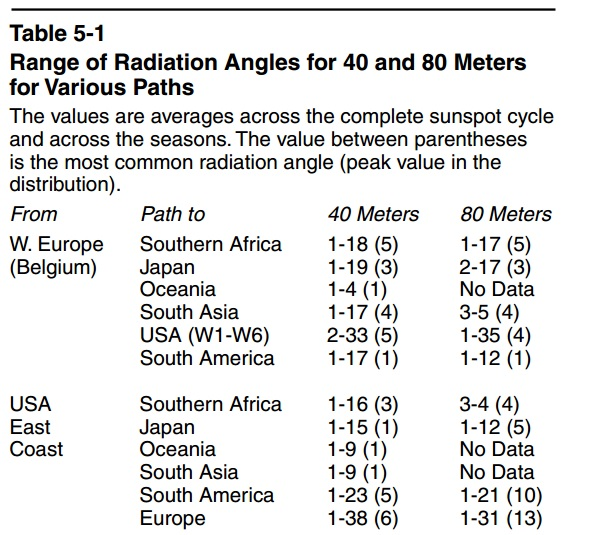 Table 5-1
Range of Radiation Angles for 40 and 80 Meters
for Various Paths
The values are averages across the complete sunspot cycle
and across the seasons. The value between parentheses
is the most common radiation angle (peak value in the
distribution).
From Path to 40 Meters 80 Meters
W. Europe Southern Africa 1-18 (5) 1-17 (5)
(Belgium) Japan 1-19 (3) 2-17 (3)
Oceania 1-4 (1) No Data
South Asia 1-17 (4) 3-5 (4)
USA (W1-W6) 2-33 (5) 1-35 (4)
South America 1-17 (1) 1-12 (1)
USA Southern Africa 1-16 (3) 3-4 (4)
East Japan 1-15 (1) 1-12 (5)
Coast Oceania 1-9 (1) No Data
South Asia 1-9 (1) No Data
South America 1-23 (5) 1-21 (10)
Europe 1-38 (6) 1-31 (13)